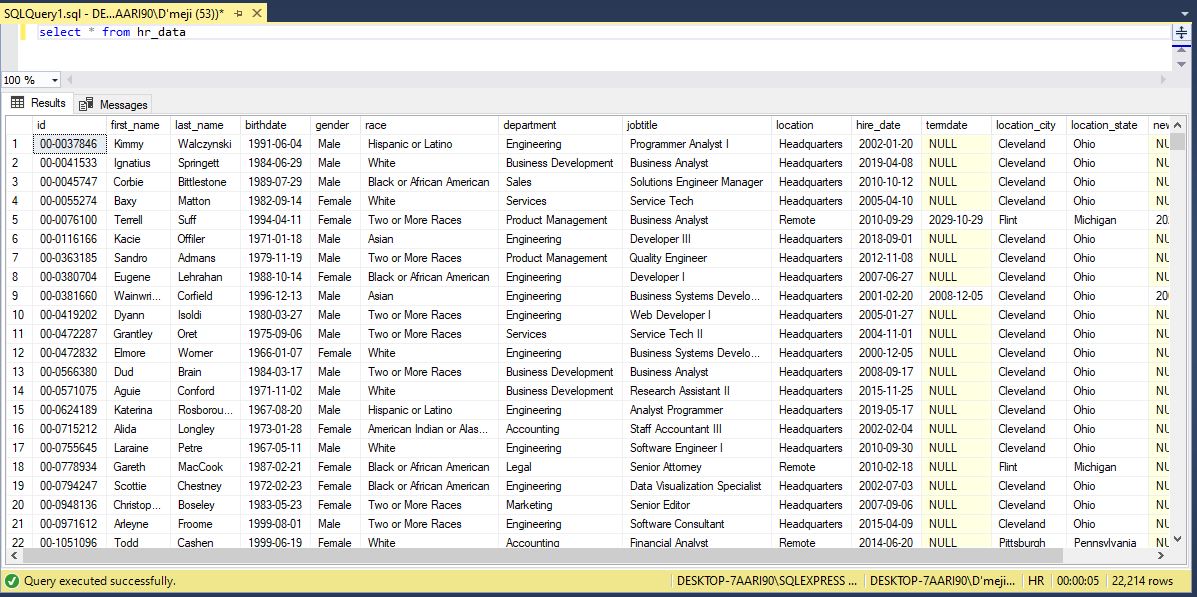 SQLQuery1.sql - DE...AARI90\D'meji (53))*
select * from hr_data
100 %
Results Messages
id first_name last_name birthdate gender race department jobtitle location hire_date termdate location_city location_state
1 00-0037846 Kimmy Walczynski 1991-06-04 Male Hispanic or Latino Engineering Programmer Analyst I Headquarters 2002-01-20 NULL Cleveland Ohio
2 00-0041533 Ignatius Springett 1984-06-29 Male White Business Development Business Analyst Headquarters 2019-04-08 NULL Cleveland Ohio
3 00-0045747 Corbie Bittlestone 1989-07-29 Male Black or African American Sales Solutions Engineer Manager Headquarters 2010-10-12 NULL Cleveland Ohio
4 00-0055274 Baxy Matton 1982-09-14 Female White Services Service Tech Headquarters 2005-04-10 NULL Cleveland Ohio
5 00-0076100 Terrell Suff 1994-04-11 Female Two or More Races Product Management Business Analyst Remote 2010-09-29 2029-10-29 Flint Michigan
6 00-0116166 Kacie Offiler 1971-01-18 Male Asian Engineering Developer III Headquarters 2018-09-01 NULL Cleveland Ohio
7 00-0363185 Sandro Admans 1979-11-19 Male Two or More Races Product Management Quality Engineer Headquarters 2012-11-08 NULL Cleveland Ohio
8 00-0380704 Eugene Lehrahan 1988-10-14 Female Black or African American Engineering Developer I Headquarters 2007-06-27 NULL Cleveland Ohio
9 00-0381660 Wainwri... Corfield 1996-12-13 Male Asian Engineering Business Systems Develo... Headquarters 2001-02-20 2008-12-05 Cleveland Ohio
10 00-0419202 Dyann Isoldi 1980-03-27 Male Two or More Races Engineering Web Developer I Headquarters 2005-01-27 NULL Cleveland Ohio
11 00-0472287 Grantley Oret 1975-09-06 Male Two or More Races Services Service Tech II Headquarters 2004-11-01 NULL Cleveland Ohio
12 00-0472832 Elmore Womer 1966-01-07 Female White Engineering Business Systems Develo... Headquarters 2000-12-05 NULL Cleveland Ohio
13 00-0566380 Dud Brain 1984-03-17 Male Two or More Races Business Development Business Analyst Headquarters 2008-09-17 NULL Cleveland Ohio
14 00-0571075 Aguie Conford 1971-11-02 Male White Business Development Research Assistant II Headquarters 2015-11-25 NULL Cleveland Ohio
15 00-0624189 Katerina Rosborou... 1967-08-20 Male Hispanic or Latino Engineering Analyst Programmer Headquarters 2019-05-17 NULL Cleveland Ohio
16 00-0715212 Alida Longley 1973-01-28 Female American Indian or Alas... Accounting Staff Accountant III Headquarters 2002-02-04 NULL Cleveland Ohio
17 00-0755645 Laraine Petre 1967-05-11 Male White Engineering Software Engineer I Headquarters 2010-09-30 NULL Cleveland Ohio
18 00-0778934 Gareth MacCook 1987-02-21 Female Black or African American Legal Senior Attorney Remote 2010-02-18 NULL Flint Michigan
19 00-0794247 Scottie Chestney 1972-02-23 Female Black or African American Engineering Data Visualization Specialist Headquarters 2002-07-03 NULL Cleveland Ohio
20 00-0948136 Christop... Boseley 1983-05-23 Female Two or More Races Marketing Senior Editor Headquarters 2007-09-06 NULL Cleveland Ohio
21 00-0971612 Arleyne Froome 1999-08-01 Male Two or More Races Engineering Software Consultant Headquarters 2015-04-09 NULL Cleveland Ohio
22 00-1051096 Todd Cashen 1999-06-19 Female White Accounting Financial Analyst Remote 2014-06-20 NULL Pittsburgh Pennsylvania
Query executed successfully. DESKTOP-7AARI90\SQLEXPRESS ... DESKTOP-7AARI90\D'meji... HR 00:00:05 22,214 rows